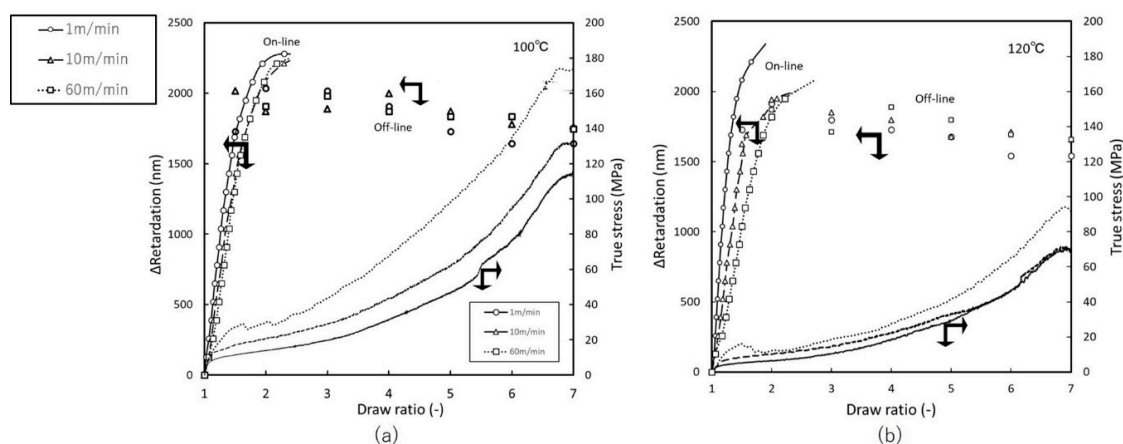 1m/min
10m/min
60m/min
2500
2000
1500
1000
500
0
ΔRetardation (nm)
On-line
100°C
Off-line
1m/min
10m/min
60m/min
200
180
160
140
120
100
80
60
40
20
0
True stress (MPa)
1 2 3 4 5 6 7
Draw ratio (-)
(a)
2500
2000
1500
1000
500
0
ΔRetardation (nm)
120°C
On-line
Off-line
200
180
160
140
120
100
80
60
40
20
0
True stress (MPa)
1 2 3 4 5 6 7
Draw ratio (-)
(b)